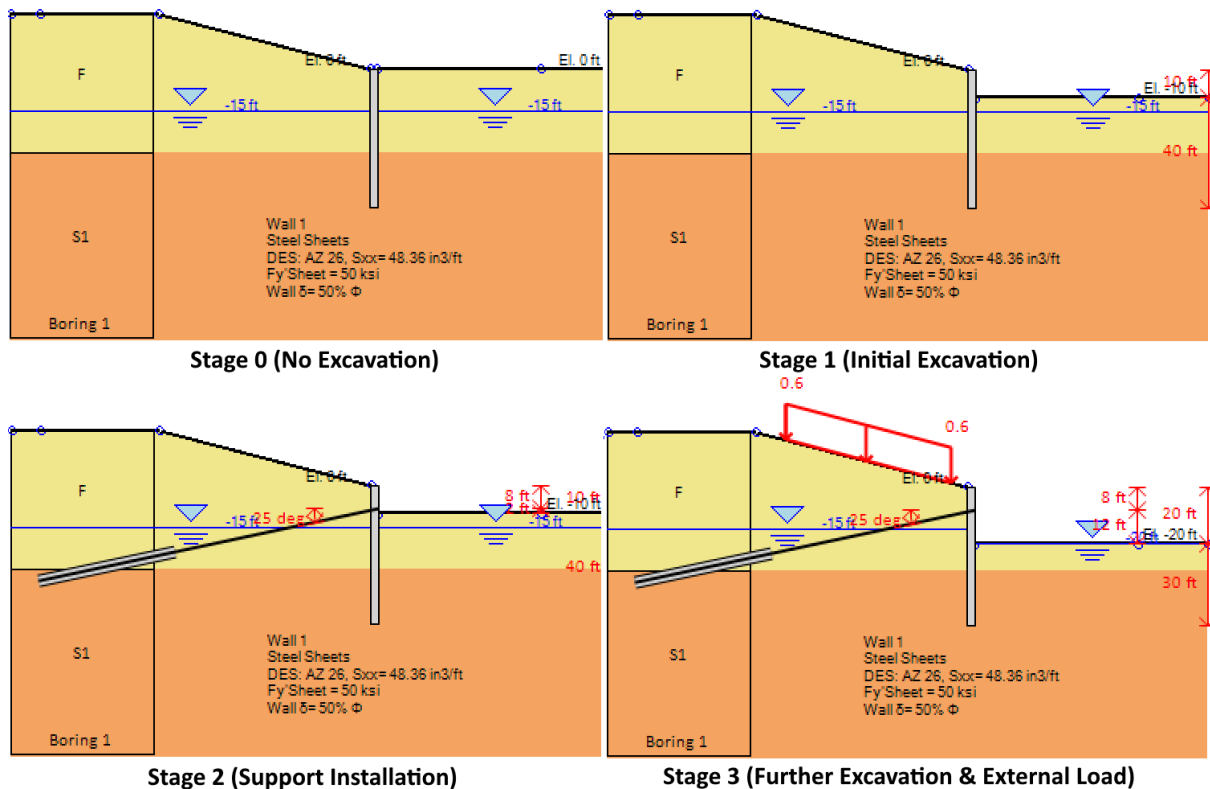 El. 0 ft
El. 0 ft
F
-15 ft
-15 ft
S1
Wall 1
Steel Sheets
DES: AZ 26, Sxx= 48.36 in3/ft
Fy'Sheet = 50 ksi
Wall δ= 50% Φ
Boring 1
Stage 0 (No Excavation)
El. 0 ft
10 ft
El. -10 ft
F
-15 ft
-15 ft
40 ft
S1
Wall 1
Steel Sheets
DES: AZ 26, Sxx= 48.36 in3/ft
Fy'Sheet = 50 ksi
Wall δ= 50% Φ
Boring 1
Stage 1 (Initial Excavation)
El. 0 ft
F
8 ft
10 ft
El. -10 ft
25 deg
-15 ft
-15 ft
40 ft
S1
Wall 1
Steel Sheets
DES: AZ 26, Sxx= 48.36 in3/ft
Fy'Sheet = 50 ksi
Wall δ= 50% Φ
Boring 1
Stage 2 (Support Installation)
0.6
0.6
El. 0 ft
F
8 ft
20 ft
25 deg
-15 ft
12 ft
El. -20 ft
30 ft
S1
Wall 1
Steel Sheets
DES: AZ 26, Sxx= 48.36 in3/ft
Fy'Sheet = 50 ksi
Wall δ= 50% Φ
Boring 1
Stage 3 (Further Excavation & External Load)